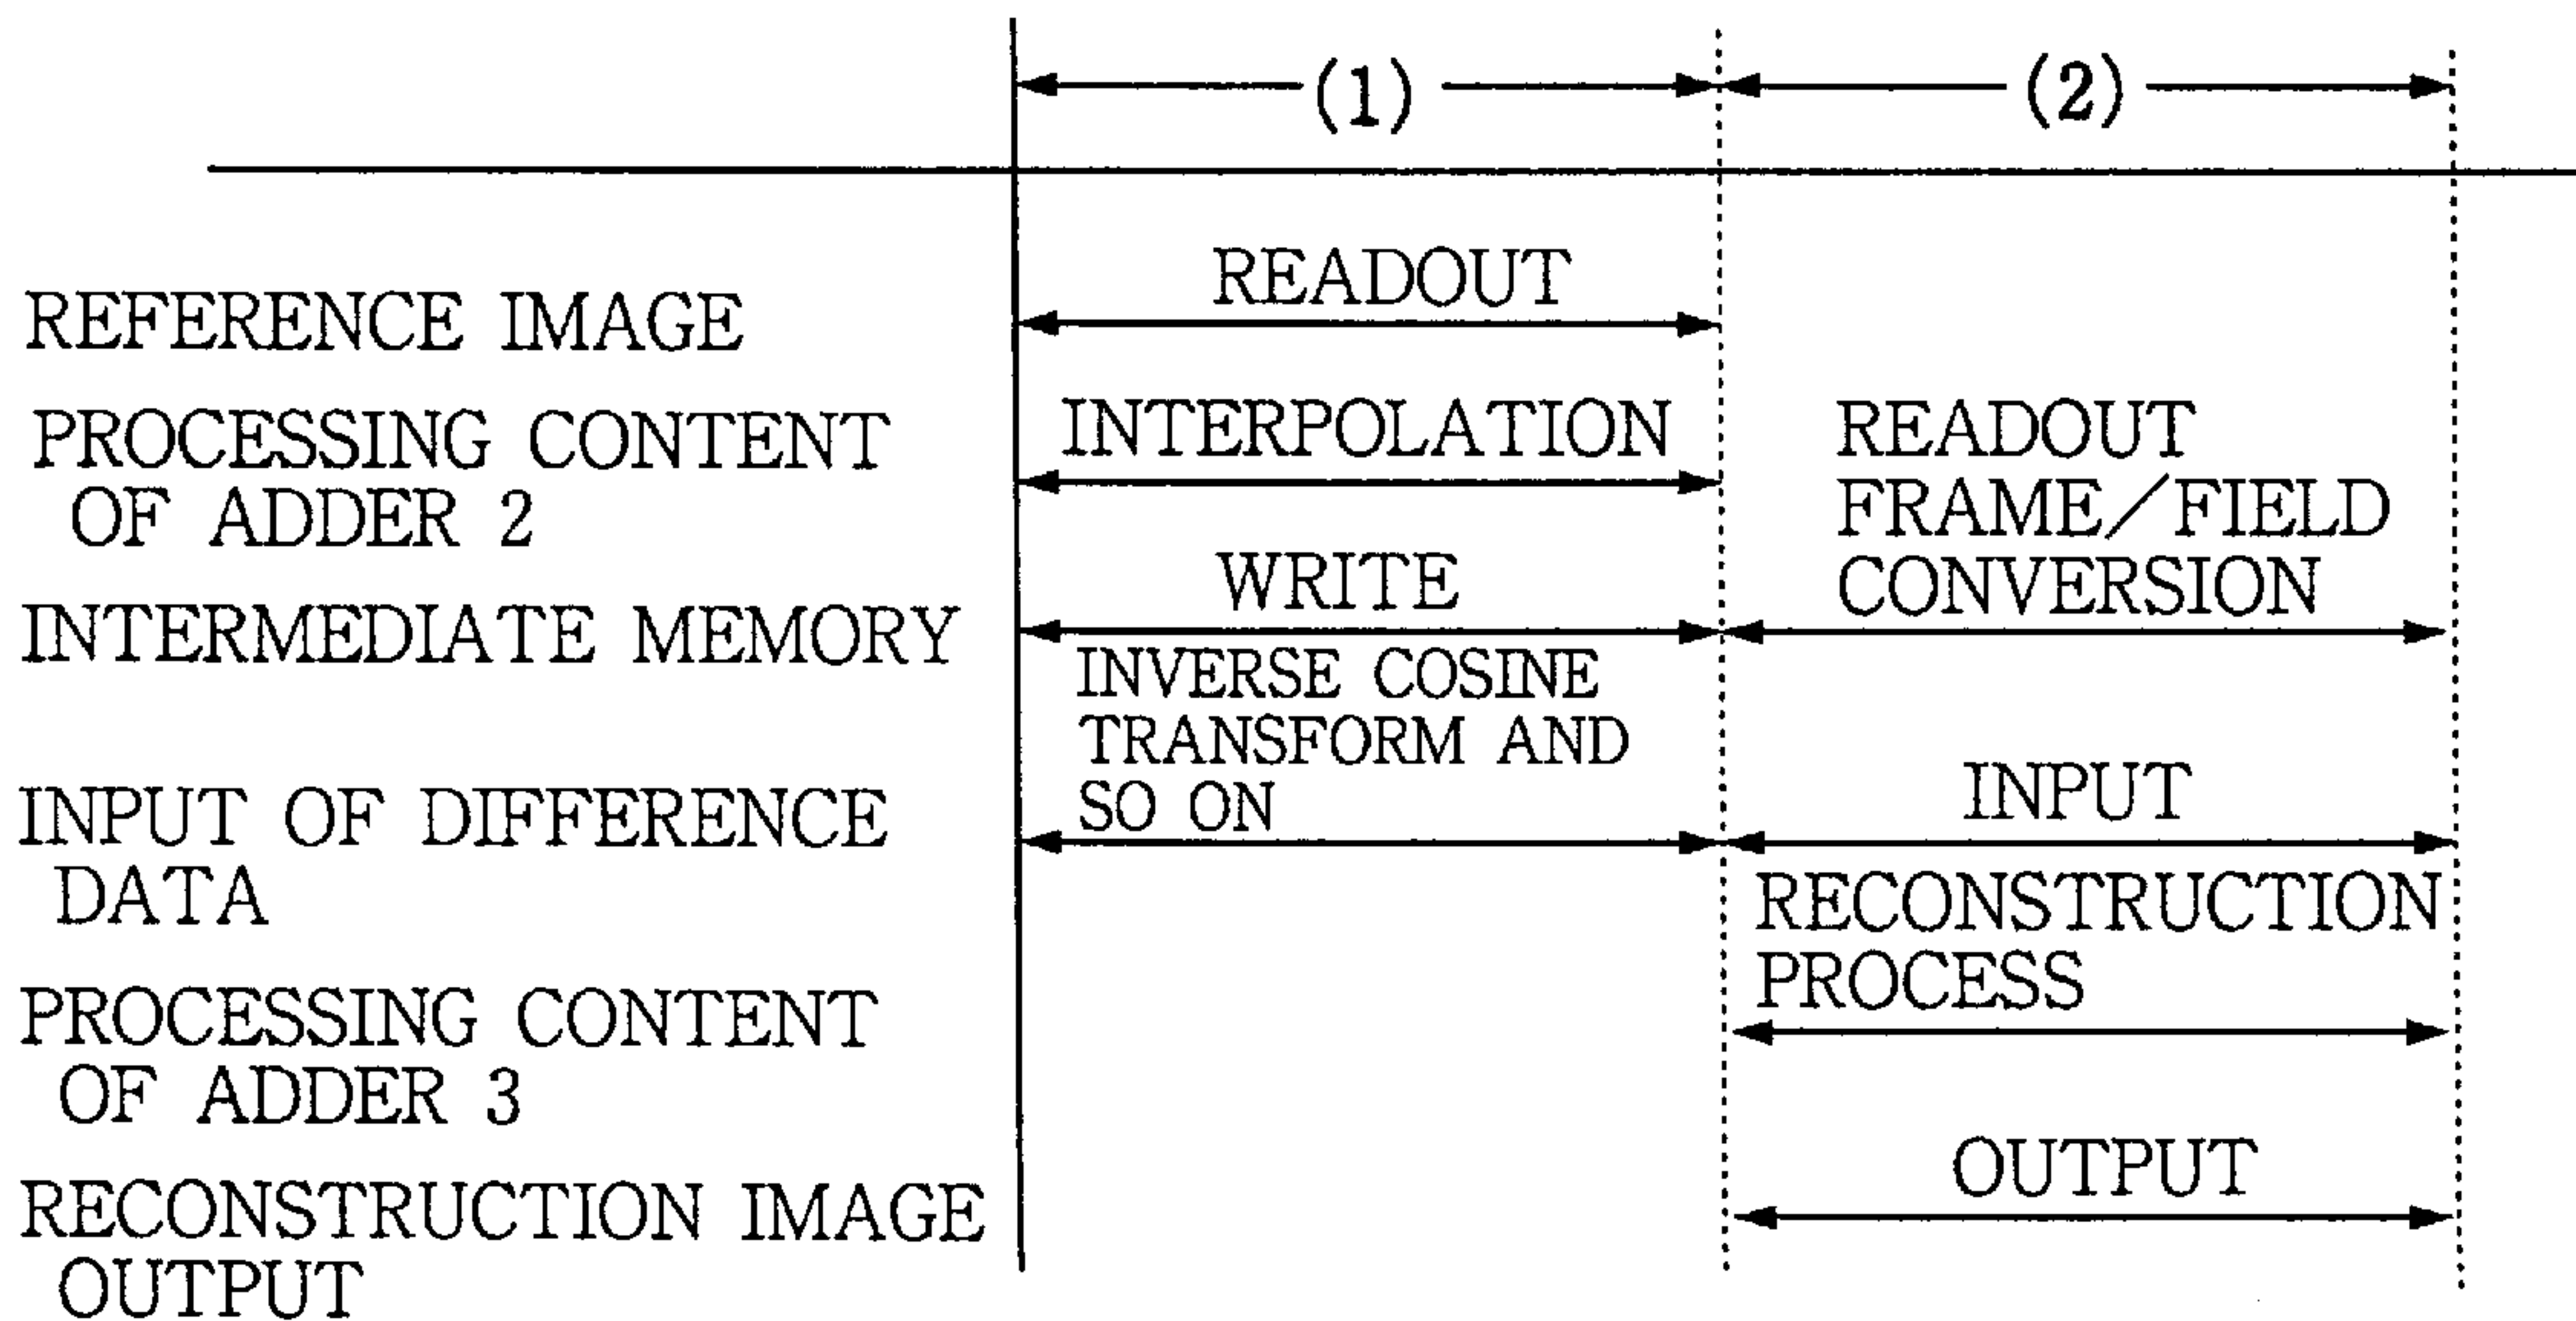 (1)
(2)
REFERENCE IMAGE
READOUT
PROCESSING CONTENT
OF ADDER 2
INTERPOLATION
INTERMEDIATE MEMORY
WRITE
READOUT
FRAME/FIELD
CONVERSION
INPUT OF DIFFERENCE
DATA
INVERSE COSINE
TRANSFORM AND
SO ON
INPUT
PROCESSING CONTENT
OF ADDER 3
RECONSTRUCTION
PROCESS
RECONSTRUCTION IMAGE
OUTPUT
OUTPUT